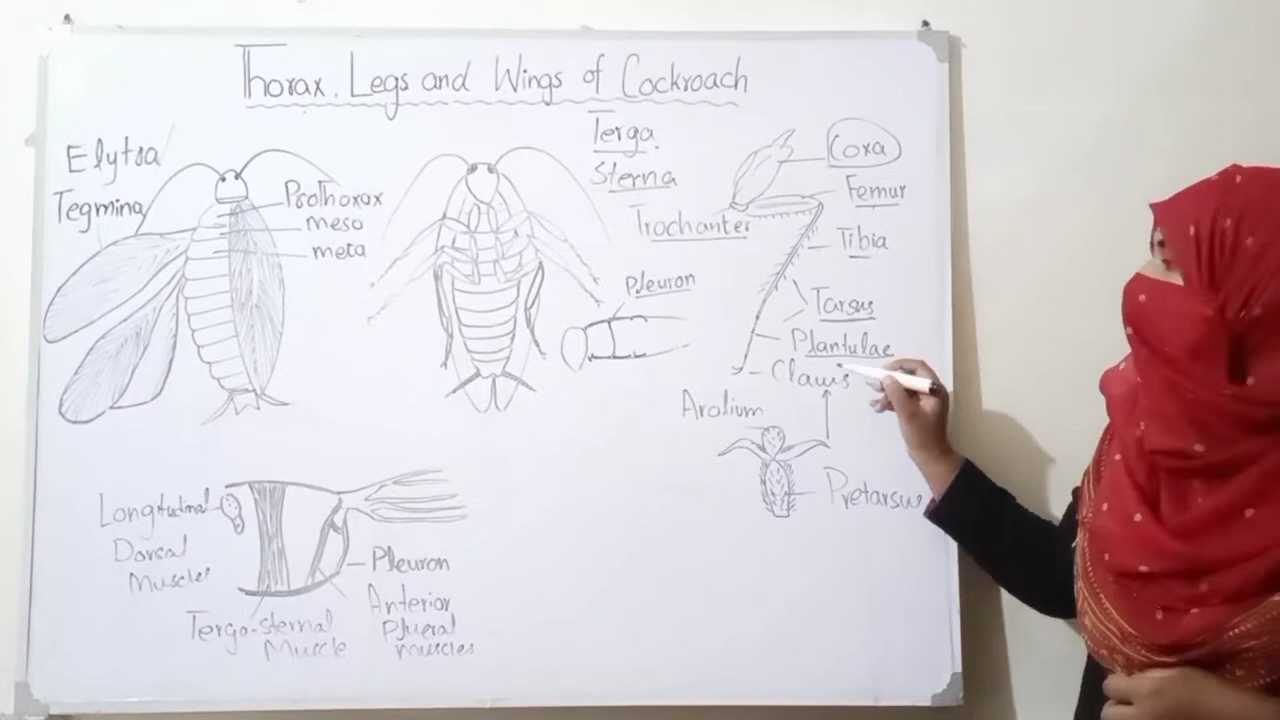 Thorax, Legs and Wings of Cockroach
Elytra
Tegmina
Prothorax
meso
meta
Terga
Sterna
Trochanter
Pleuron
Coxa
Femur
Tibia
Tarsus
Plantulae
Claws
Arolium
Pretarsus
Longitudinal
Dorsal
Muscles
Tergo-sternal
Muscle
Pleuron
Anterior
Plueral
muscles